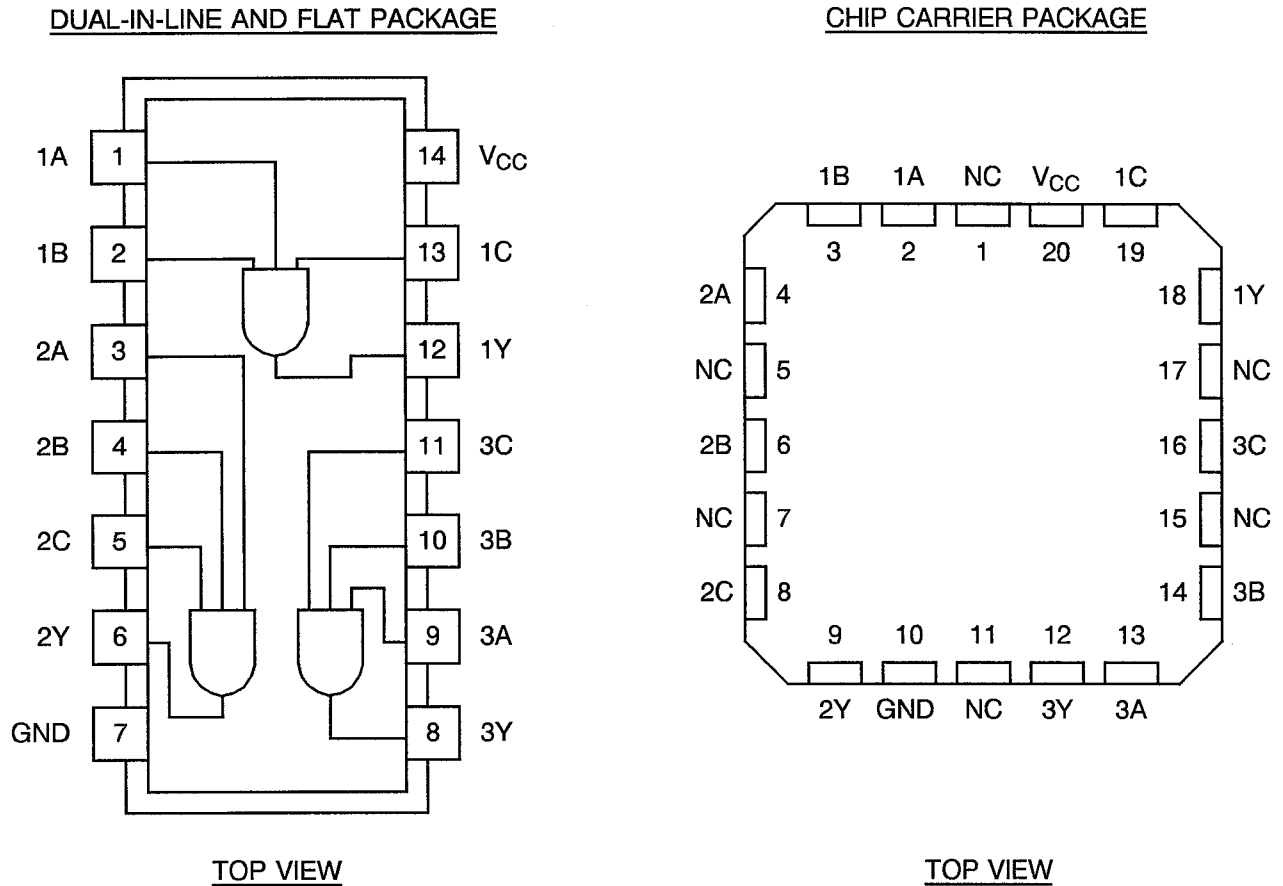 DUAL-IN-LINE AND FLAT PACKAGE
1A 1 14 VCC
1B 2 13 1C
2A 3 12 1Y
2B 4 11 3C
2C 5 10 3B
2Y 6 9 3A
GND 7 8 3Y
TOP VIEW
CHIP CARRIER PACKAGE
1B 1A NC VCC 1C
3 2 1 20 19
2A 4 18 1Y
NC 5 17 NC
2B 6 16 3C
NC 7 15 NC
2C 8 14 3B
9 10 11 12 13
2Y GND NC 3Y 3A
TOP VIEW